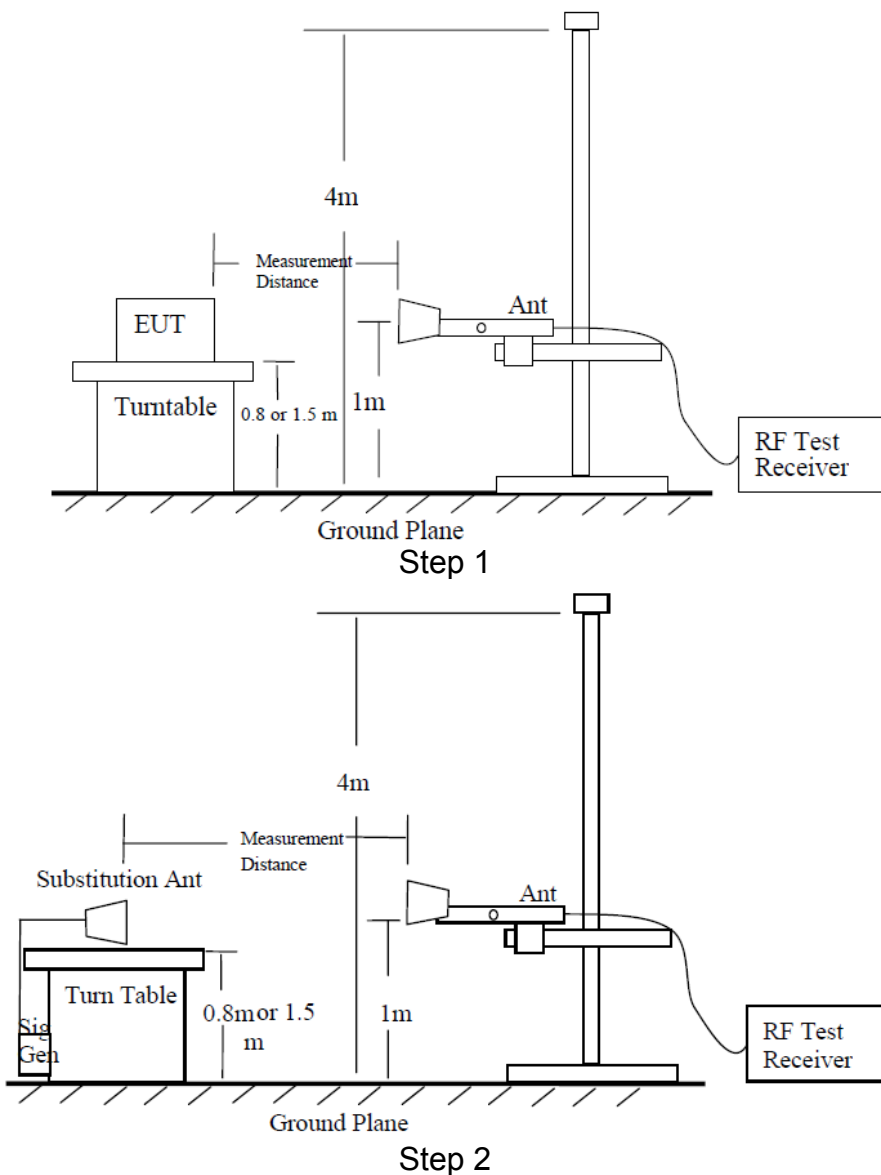 4m
Measurement
Distance
Ant
EUT
Turntable
0.8 or 1.5 m
1m
RF Test
Receiver
Ground Plane
Step 1
4m
Measurement
Distance
Substitution Ant
Ant
Turn Table
0.8m or 1.5
m
1m
Sig
Gen
RF Test
Receiver
Ground Plane
Step 2